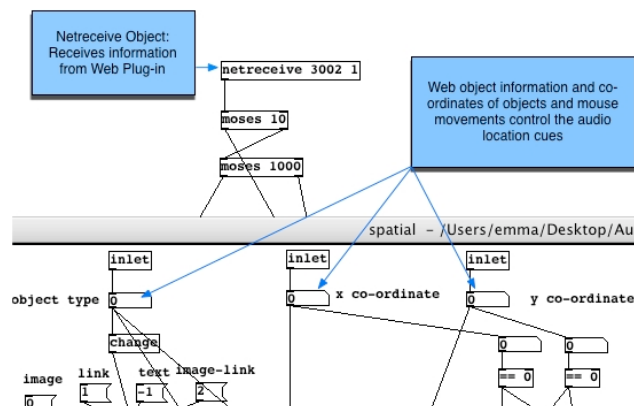 Netreceive Object:
Receives information
from Web Plug-in
netreceive 3002 1
Web object information and co-
ordinates of objects and mouse
movements control the audio
location cues
moses 10
moses 1000
spatial - /Users/emma/Desktop/Au
inlet
inlet
inlet
object type
0
0
x co-ordinate
0
y co-ordinate
change
0
0
image
link
text
image-link
== 0
== 0
0
1
-1
2